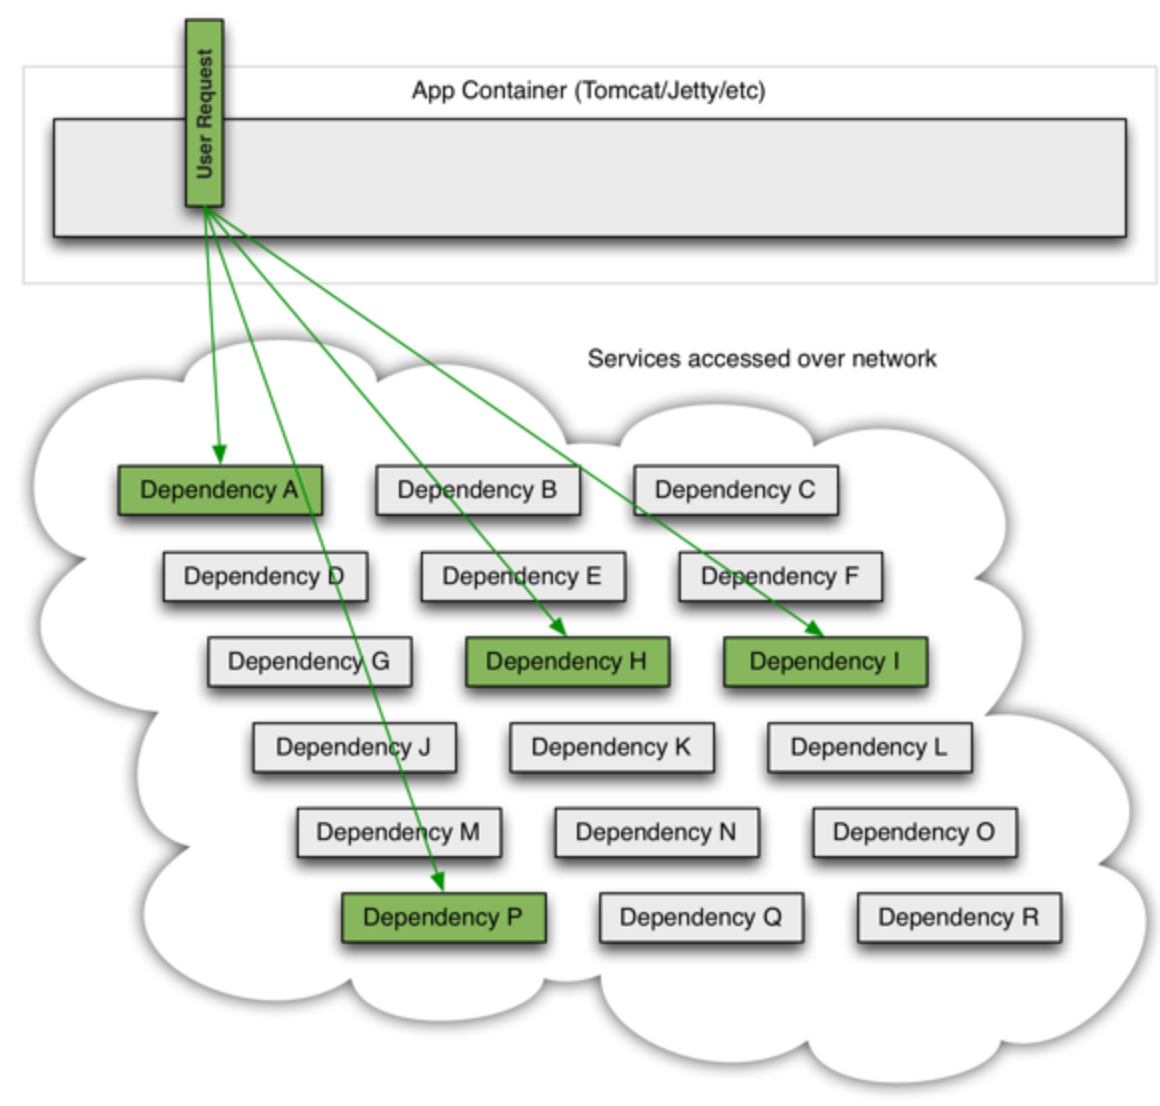 User Request
App Container (Tomcat/Jetty/etc)
Services accessed over network
Dependency A
Dependency B
Dependency C
Dependency D
Dependency E
Dependency F
Dependency G
Dependency H
Dependency I
Dependency J
Dependency K
Dependency L
Dependency M
Dependency N
Dependency O
Dependency P
Dependency Q
Dependency R